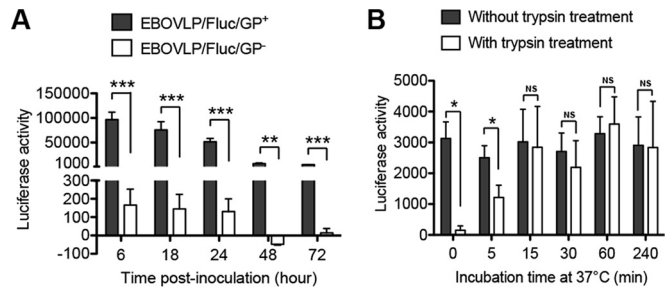 A
EBOVLP/Fluc/GP+
EBOVLP/Fluc/GP-
Luciferase activity
100000
50000
1000
300
200
100
0
-100
***
***
***
**
***
6 18 24 48 72
Time post-inoculation (hour)
B
Without trypsin treatment
With trypsin treatment
Luciferase activity
5000
4000
3000
2000
1000
0
*
*
NS
NS
NS
NS
0 5 15 30 60 240
Incubation time at 37°C (min)